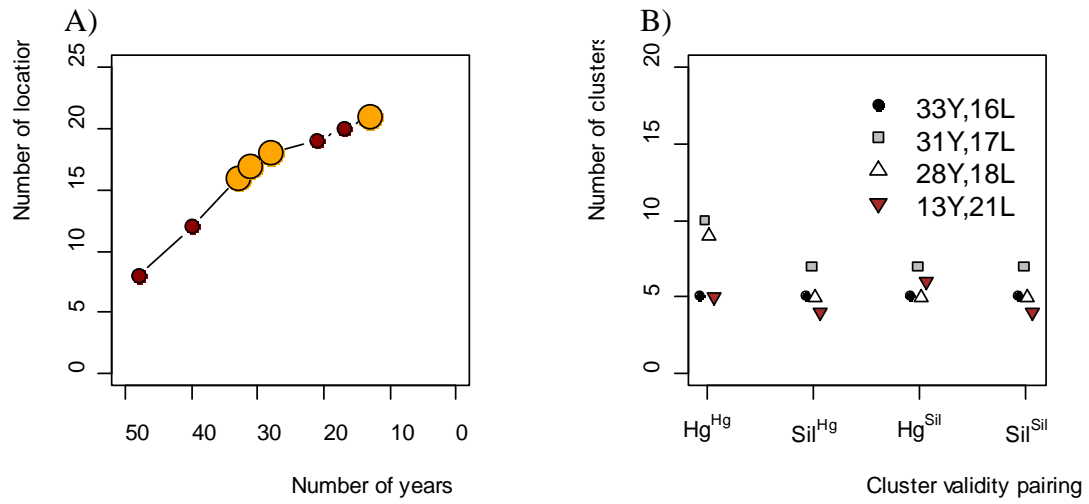 A)
Number of location
25
20
15
10
5
0
50 40 30 20 10 0
Number of years
B)
Number of clusters
20
15
10
5
0
33Y,16L
31Y,17L
28Y,18L
13Y,21L
Hg^Hg Sil^Hg Hg^Sil Sil^Sil
Cluster validity pairing